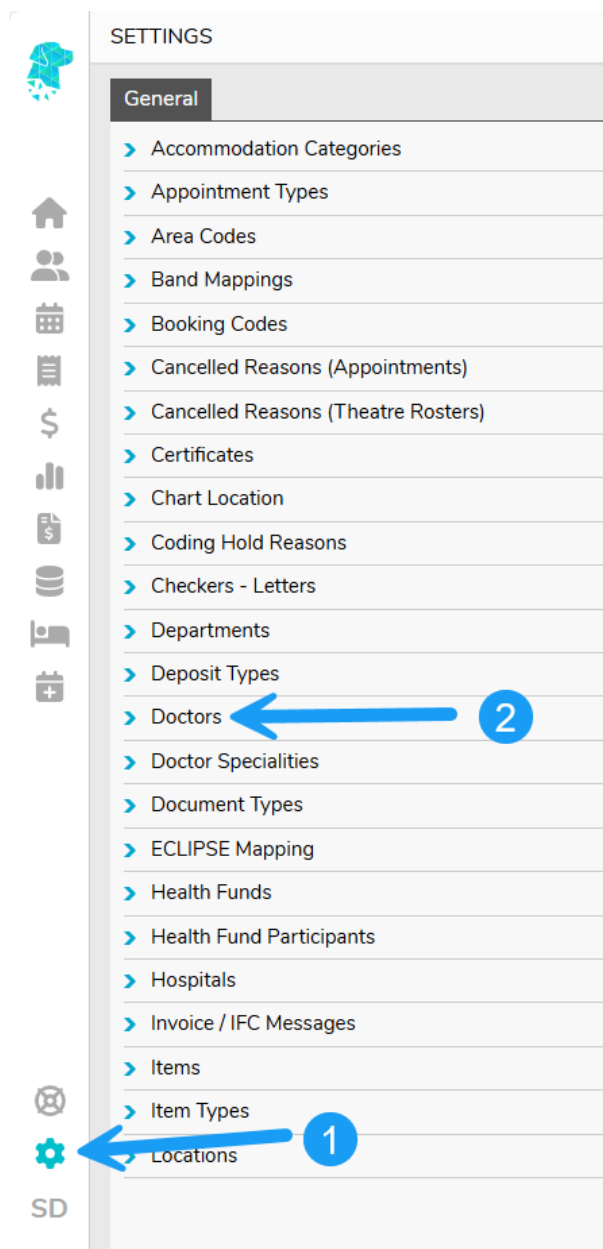 SETTINGS
General
Accommodation Categories
Appointment Types
Area Codes
Band Mappings
Booking Codes
Cancelled Reasons (Appointments)
Cancelled Reasons (Theatre Rosters)
Certificates
Chart Location
Coding Hold Reasons
Checkers - Letters
Departments
Deposit Types
Doctors 2
Doctor Specialities
Document Types
ECLIPSE Mapping
Health Funds
Health Fund Participants
Hospitals
Invoice / IFC Messages
Items
Item Types
1
Locations
SD